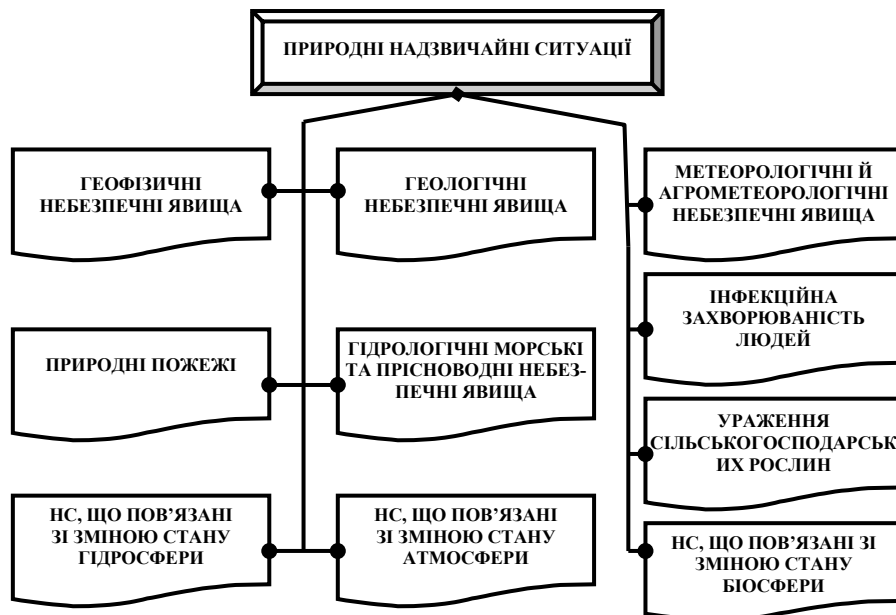 ПРИРОДНІ НАДЗВИЧАЙНІ СИТУАЦІЇ
ГЕОФІЗИЧНІ
НЕБЕЗПЕЧНІ ЯВИЩА
ГЕОЛОГІЧНІ
НЕБЕЗПЕЧНІ ЯВИЩА
МЕТЕОРОЛОГІЧНІ Й
АГРОМЕТЕОРОЛОГІЧНІ
НЕБЕЗПЕЧНІ ЯВИЩА
ІНФЕКЦІЙНА
ЗАХВОРЮВАНІСТЬ
ЛЮДЕЙ
ПРИРОДНІ ПОЖЕЖІ
ГІДРОЛОГІЧНІ МОРСЬКІ
ТА ПРІСНОВОДНІ НЕБЕЗ-
ПЕЧНІ ЯВИЩА
УРАЖЕННЯ
СІЛЬСЬКОГОСПОДАРСЬК
ИХ РОСЛИН
НС, ЩО ПОВ’ЯЗАНІ
ЗІ ЗМІНОЮ СТАНУ
ГІДРОСФЕРИ
НС, ЩО ПОВ’ЯЗАНІ
ЗІ ЗМІНОЮ СТАНУ
АТМОСФЕРИ
НС, ЩО ПОВ’ЯЗАНІ ЗІ
ЗМІНОЮ СТАНУ
БІОСФЕРИ